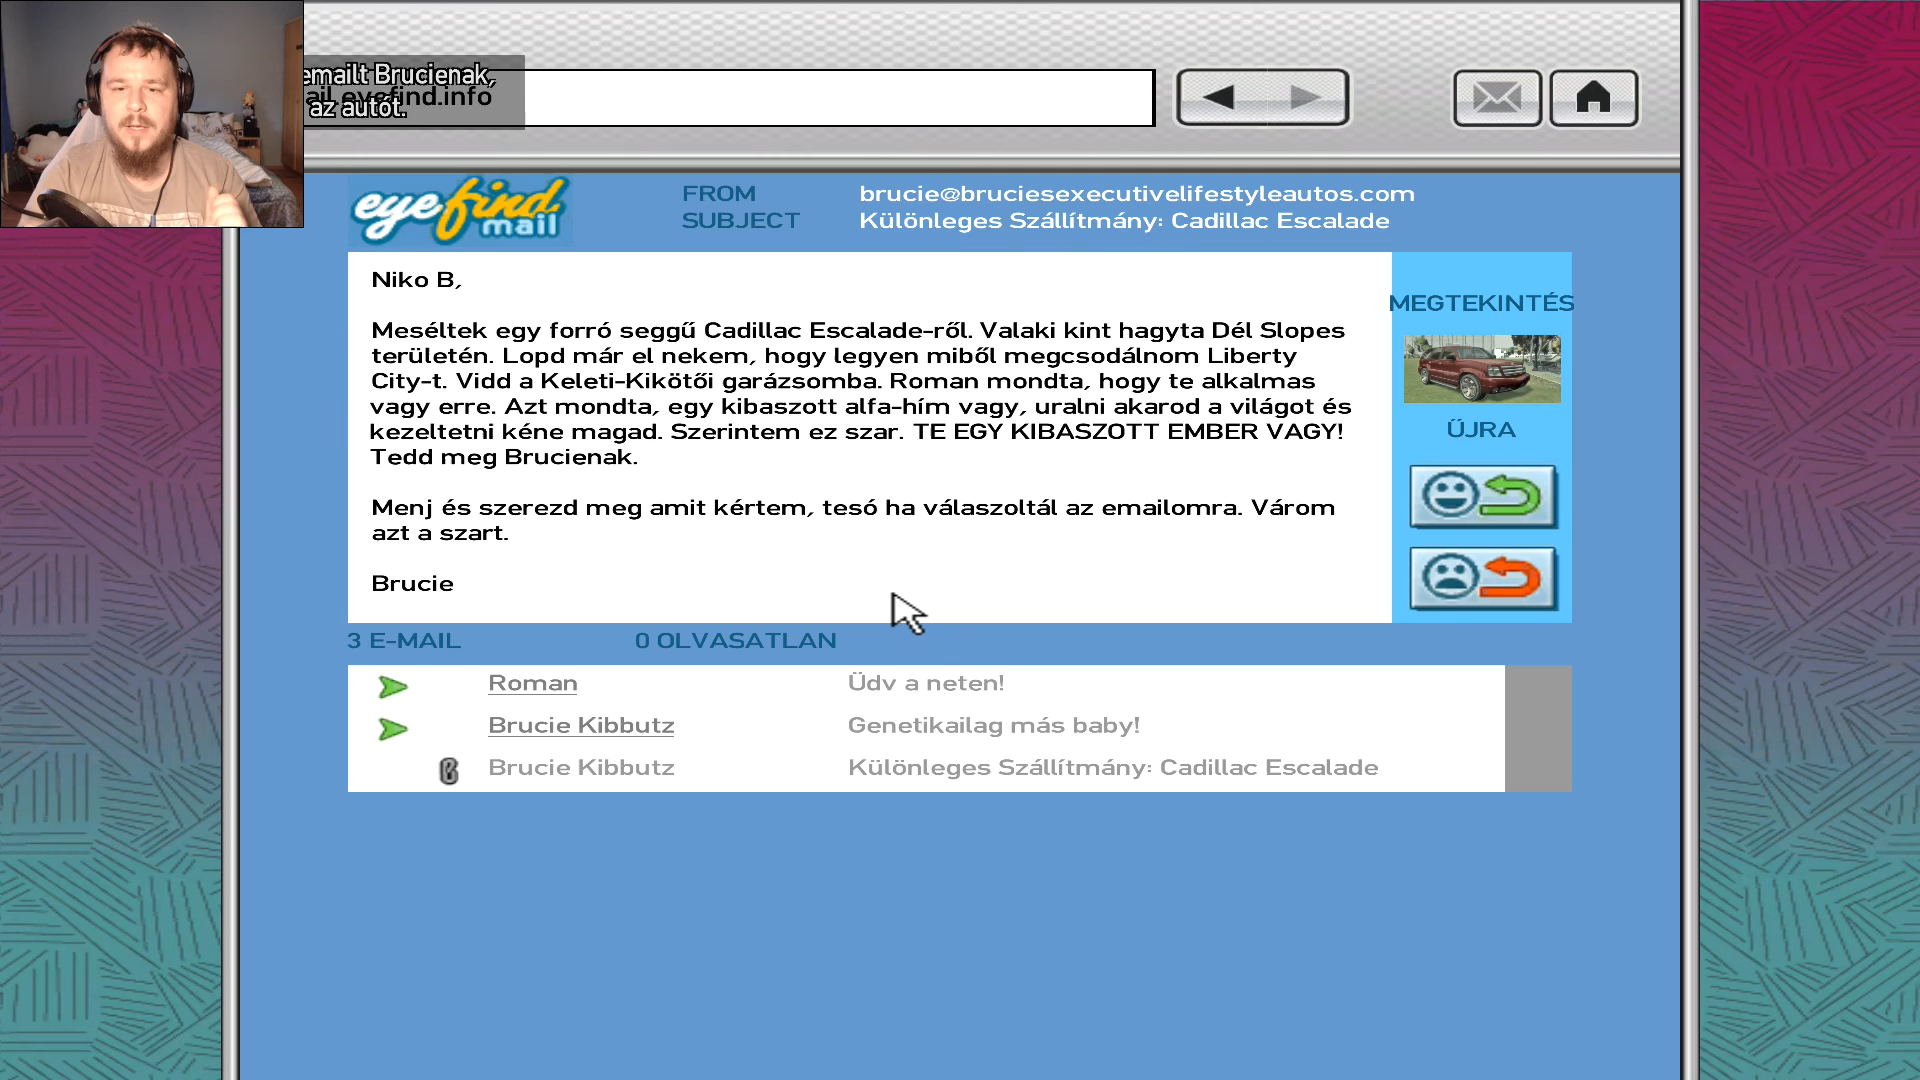 emailt Brucienak,
ail.eyefind.info
az autót.
eyefind
mail
FROM
brucie@bruciesexecutivelifestyleautos.com
SUBJECT
Különleges Szállítmány: Cadillac Escalade
Niko B,
Meséltek egy forró seggű Cadillac Escalade-ről. Valaki kint hagyta Dél Slopes
területén. Lopd már el nekem, hogy legyen miből megcsodálnom Liberty
City-t. Vidd a Keleti-Kikötői garázsomba. Roman mondta, hogy te alkalmas
vagy erre. Azt mondta, egy kibaszott alfa-hím vagy, uralni akarod a világot és
kezeltetni kéne magad. Szerintem ez szar. TE EGY KIBASZOTT EMBER VAGY!
Tedd meg Brucienak.
Menj és szerezd meg amit kértem, tesó ha válaszoltál az emailomra. Várom
azt a szart.
Brucie
MEGTEKINTÉS
ÚJRA
3 E-MAIL
0 OLVASATLAN
Roman
Üdv a neten!
Brucie Kibbutz
Genetikailag más baby!
Brucie Kibbutz
Különleges Szállítmány: Cadillac Escalade